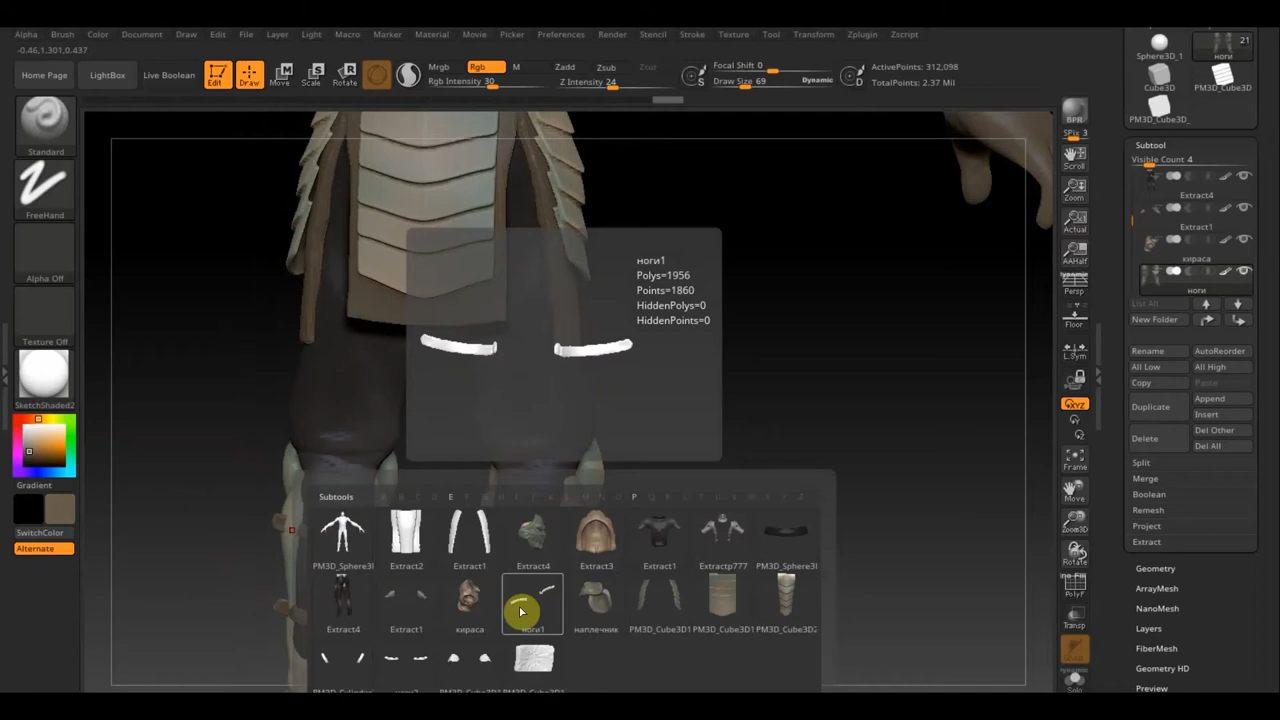 Alpha Brush Color Document Draw Edit File Layer Light Macro Marker Material Movie Picker Preferences Render Stencil Stroke Texture Tool Transform Zplugin Zscript
-0.46,1.301,0.437
Home Page
LightBox
Live Boolean
Edit
Draw
Move
Scale
Rotate
Mrgb Rgb M
Rgb Intensity 30
Zadd Zsub
Z Intensity 24
Focal Shift 0
Draw Size 69
Dynamic
S
D
ActivePoints: 312,098
TotalPoints: 2.37 Mil
Standard
FreeHand
Alpha Off
Texture Off
SketchShaded2
Gradient
SwitchColor
Alternate
ноги1
Polys=1956
Points=1860
HiddenPolys=0
HiddenPoints=0
Subtools
E
P
Extract2
Extract1
Extract4
Extract3
Extract1
Extractp777
Extract4
Extract1
кираса
ноги1
наплечник
PM3D_Cube3D1
PM3D_Cube3D1
BPR
SPix 3
Scroll
Zoom
Actual
AAHalf
Dynamic
Persp
Floor
L.Sym
XYZ
Frame
Move
Zoom3D
Rotate
PolyF
Transp
Solo
Sphere3D_1
21
ноги
Cube3D
PM3D_Cube3D
PM3D_Cube3D_
Subtool
Visible Count 4
Extract4
Extract1
кираса
ноги
List All
New Folder
Rename AutoReorder
All Low All High
Copy Paste
Duplicate
Append
Insert
Delete
Del Other
Del All
Split
Merge
Boolean
Remesh
Project
Extract
Geometry
ArrayMesh
NanoMesh
Layers
FiberMesh
Geometry HD
Preview